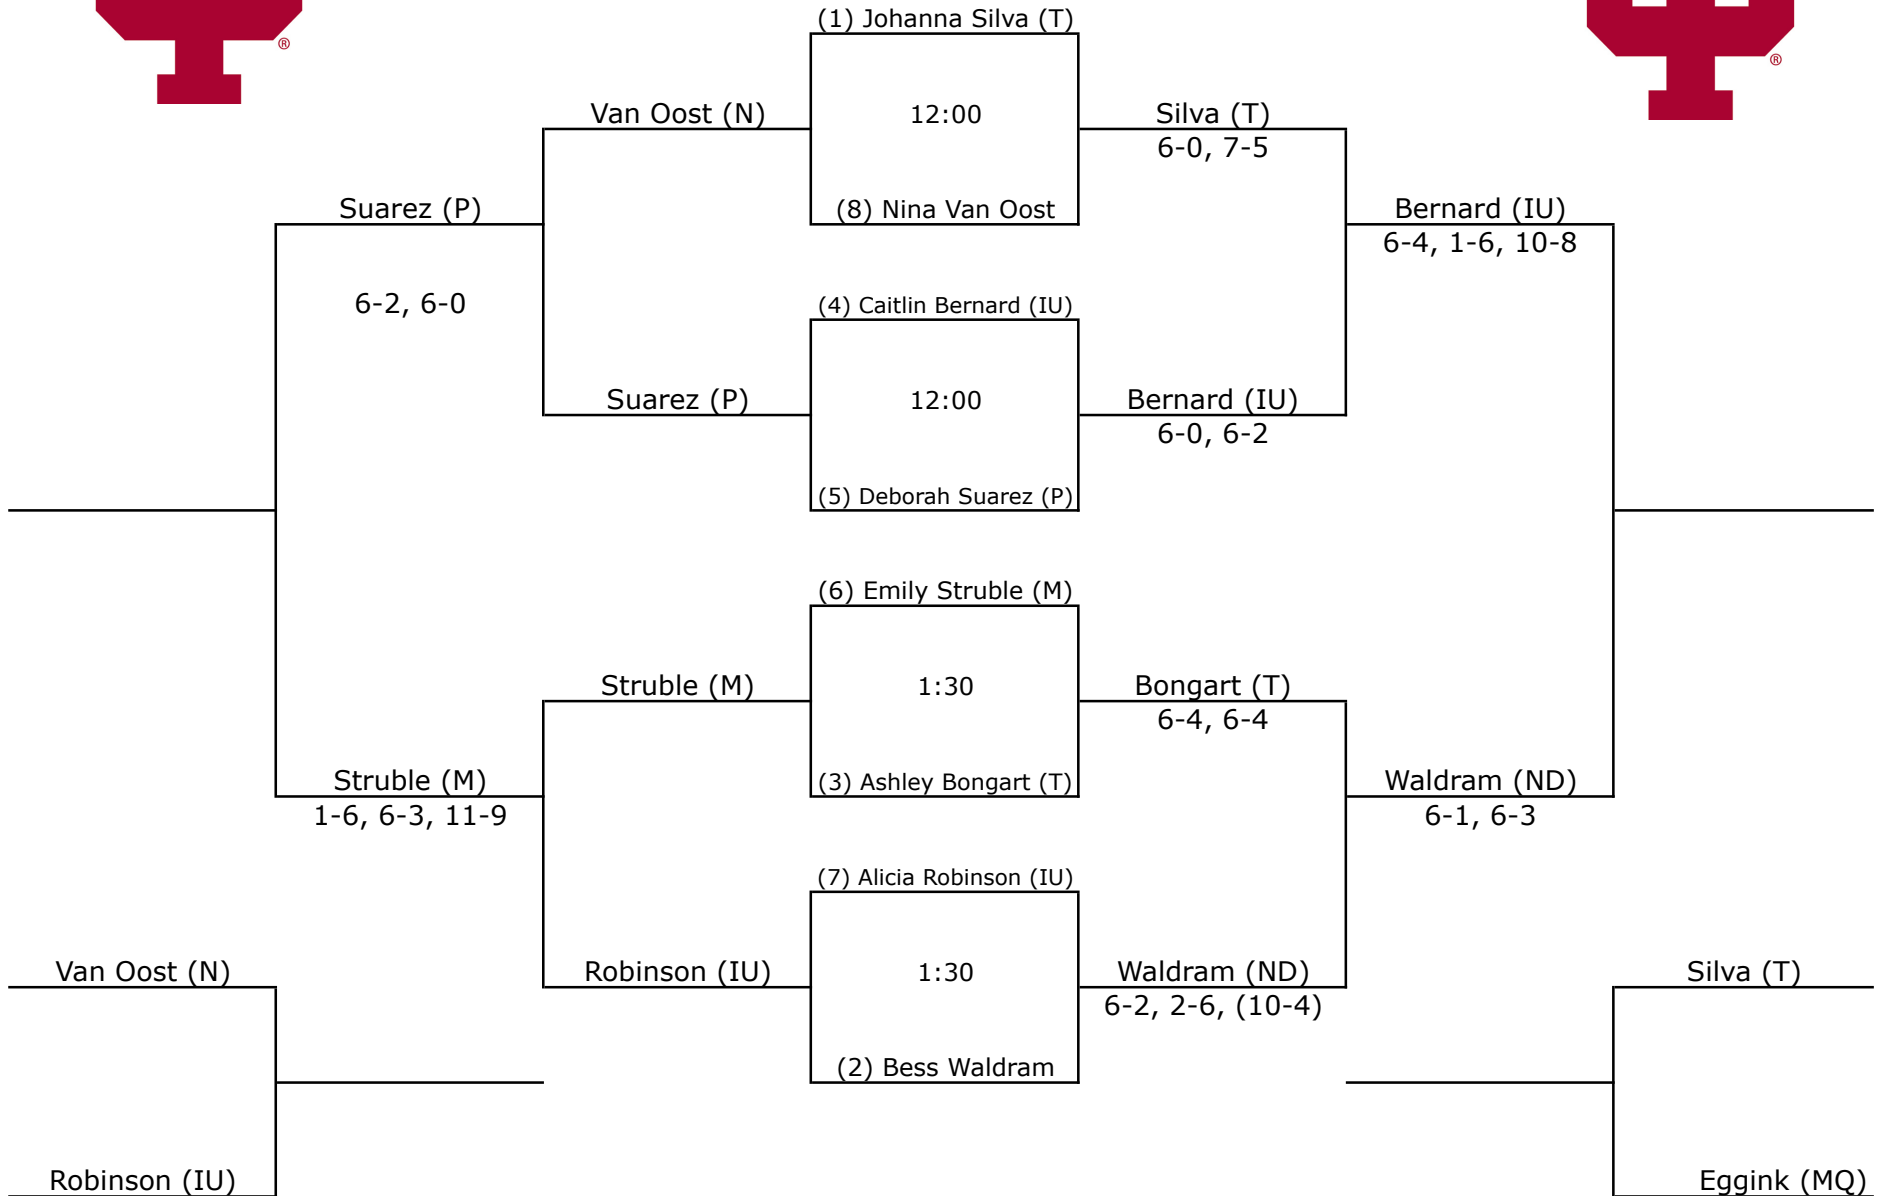 (1) Johanna Silva (T)
®
®
Van Oost (N)
12:00
Silva (T)
6-0, 7-5
Suarez (P)
(8) Nina Van Oost
Bernard (IU)
6-4, 1-6, 10-8
6-2, 6-0
(4) Caitlin Bernard (IU)
Suarez (P)
12:00
Bernard (IU)
6-0, 6-2
(5) Deborah Suarez (P)
(6) Emily Struble (M)
Struble (M)
1:30
Bongart (T)
6-4, 6-4
Struble (M)
1-6, 6-3, 11-9
(3) Ashley Bongart (T)
Waldram (ND)
6-1, 6-3
(7) Alicia Robinson (IU)
Van Oost (N)
Robinson (IU)
1:30
Waldram (ND)
6-2, 2-6, (10-4)
Silva (T)
(2) Bess Waldram
Robinson (IU)
Eggink (MQ)